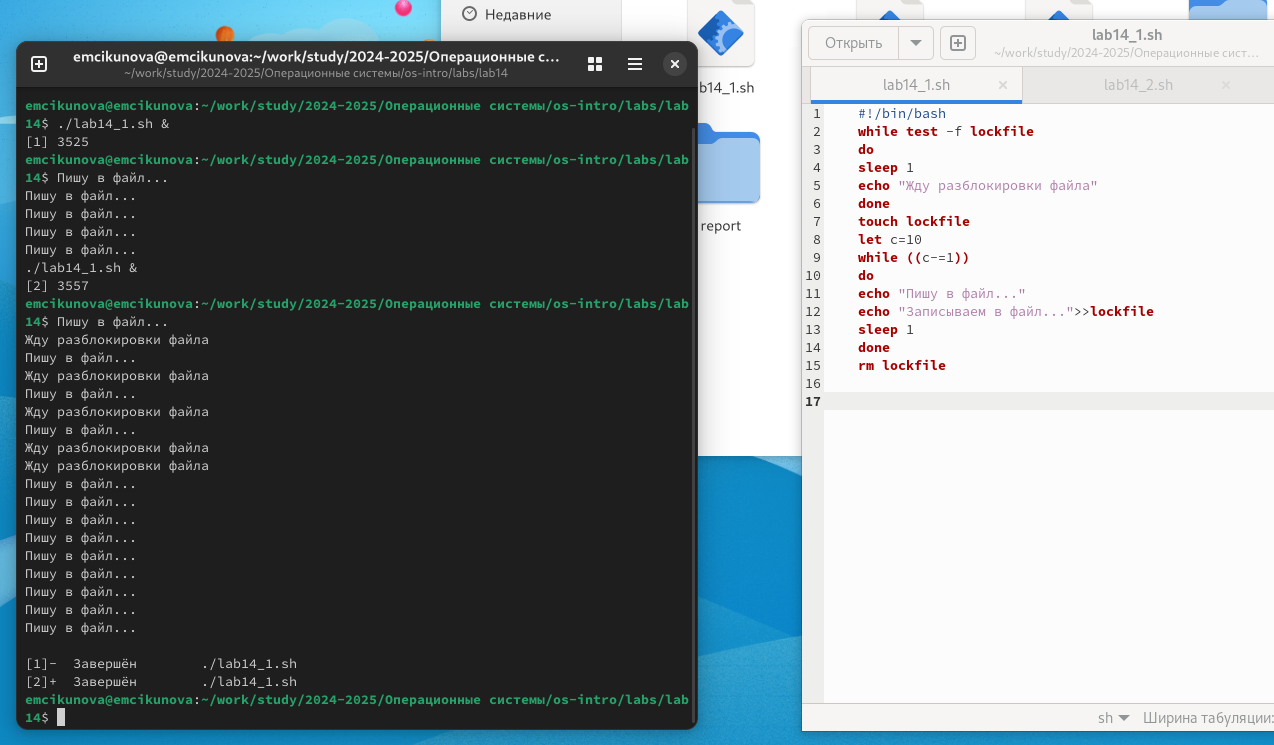 Недавние
b14_1.sh
report
emcikunova@emcikunova:~/work/study/2024-2025/Операционные с…
~/work/study/2024-2025/Операционные системы/os-intro/labs/lab14
emcikunova@emcikunova:~/work/study/2024-2025/Операционные системы/os-intro/labs/lab
14$ ./lab14_1.sh &
[1] 3525
emcikunova@emcikunova:~/work/study/2024-2025/Операционные системы/os-intro/labs/lab
14$ Пишу в файл...
Пишу в файл...
Пишу в файл...
Пишу в файл...
Пишу в файл...
./lab14_1.sh &
[2] 3557
emcikunova@emcikunova:~/work/study/2024-2025/Операционные системы/os-intro/labs/lab
14$ Пишу в файл...
Жду разблокировки файла
Пишу в файл...
Жду разблокировки файла
Пишу в файл...
Жду разблокировки файла
Пишу в файл...
Жду разблокировки файла
Жду разблокировки файла
Пишу в файл...
Пишу в файл...
Пишу в файл...
Пишу в файл...
Пишу в файл...
Пишу в файл...
Пишу в файл...
Пишу в файл...
Пишу в файл...
[1]- Завершён ./lab14_1.sh
[2]+ Завершён ./lab14_1.sh
emcikunova@emcikunova:~/work/study/2024-2025/Операционные системы/os-intro/labs/lab
14$
Открыть
lab14_1.sh
~/work/study/2024-2025/Операционные сист…
lab14_1.sh
lab14_2.sh
1 #!/bin/bash
2 while test -f lockfile
3 do
4 sleep 1
5 echo "Жду разблокировки файла"
6 done
7 touch lockfile
8 let c=10
9 while ((c-=1))
10 do
11 echo "Пишу в файл..."
12 echo "Записываем в файл...">>lockfile
13 sleep 1
14 done
15 rm lockfile
16
17
sh
Ширина табуляции: